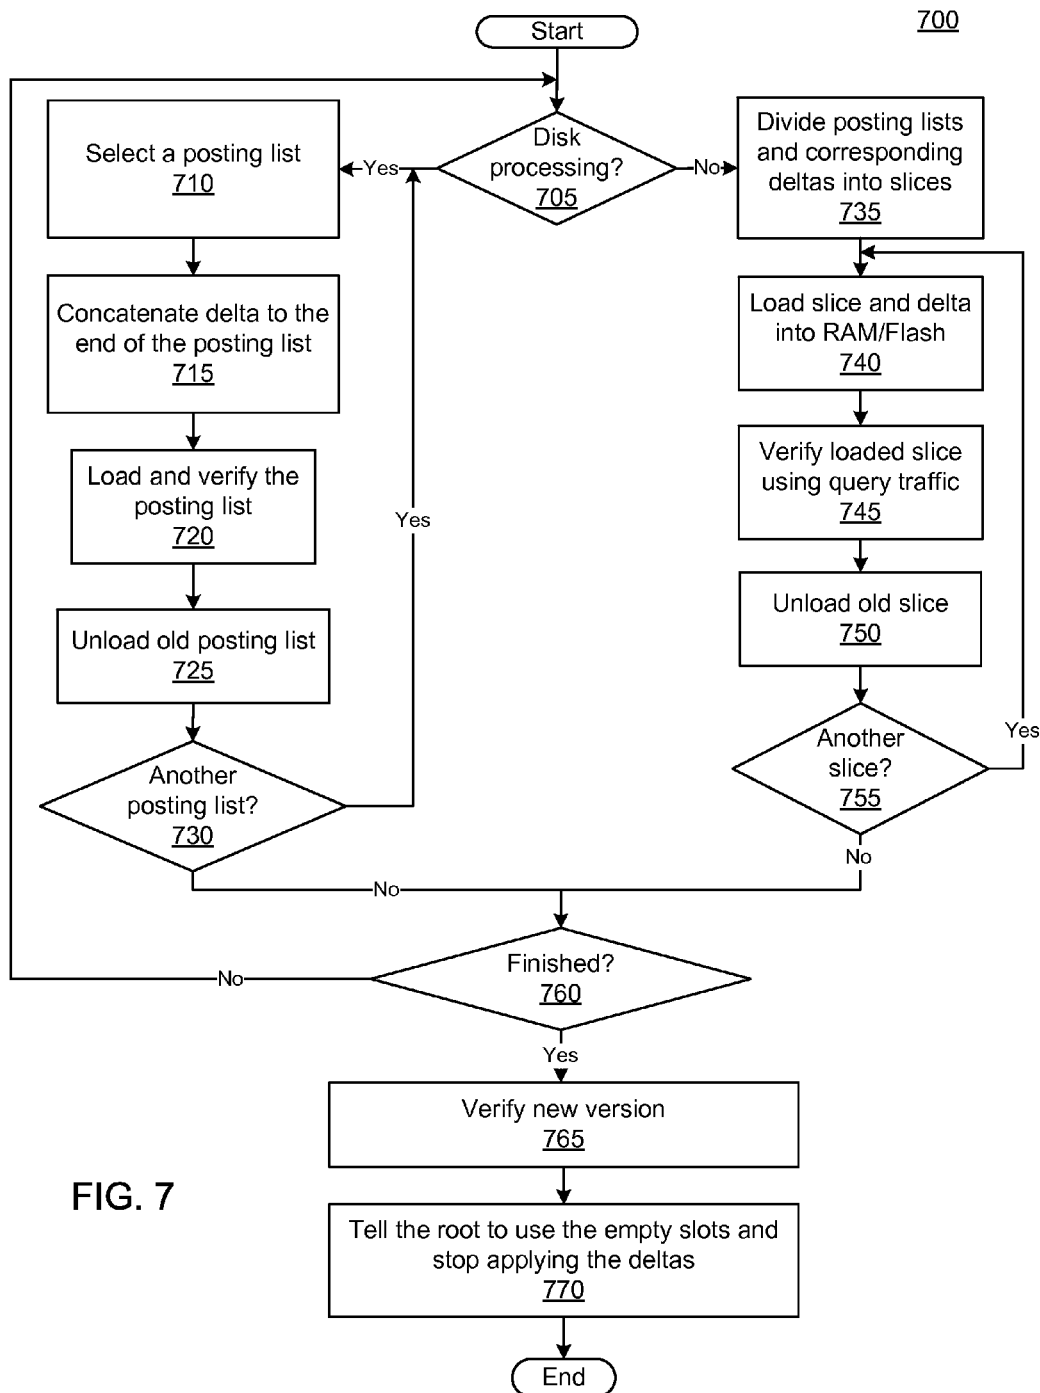 700
Start
Disk
processing?
705
Yes
No
Select a posting list
710
Divide posting lists
and corresponding
deltas into slices
735
Concatenate delta to the
end of the posting list
715
Load slice and delta
into RAM/Flash
740
Load and verify the
posting list
720
Yes
Verify loaded slice
using query traffic
745
Unload old posting list
725
Unload old slice
750
Another
posting list?
730
Another
slice?
755
Yes
No
No
Finished?
760
No
Yes
Verify new version
765
FIG. 7
Tell the root to use the empty slots and
stop applying the deltas
770
End